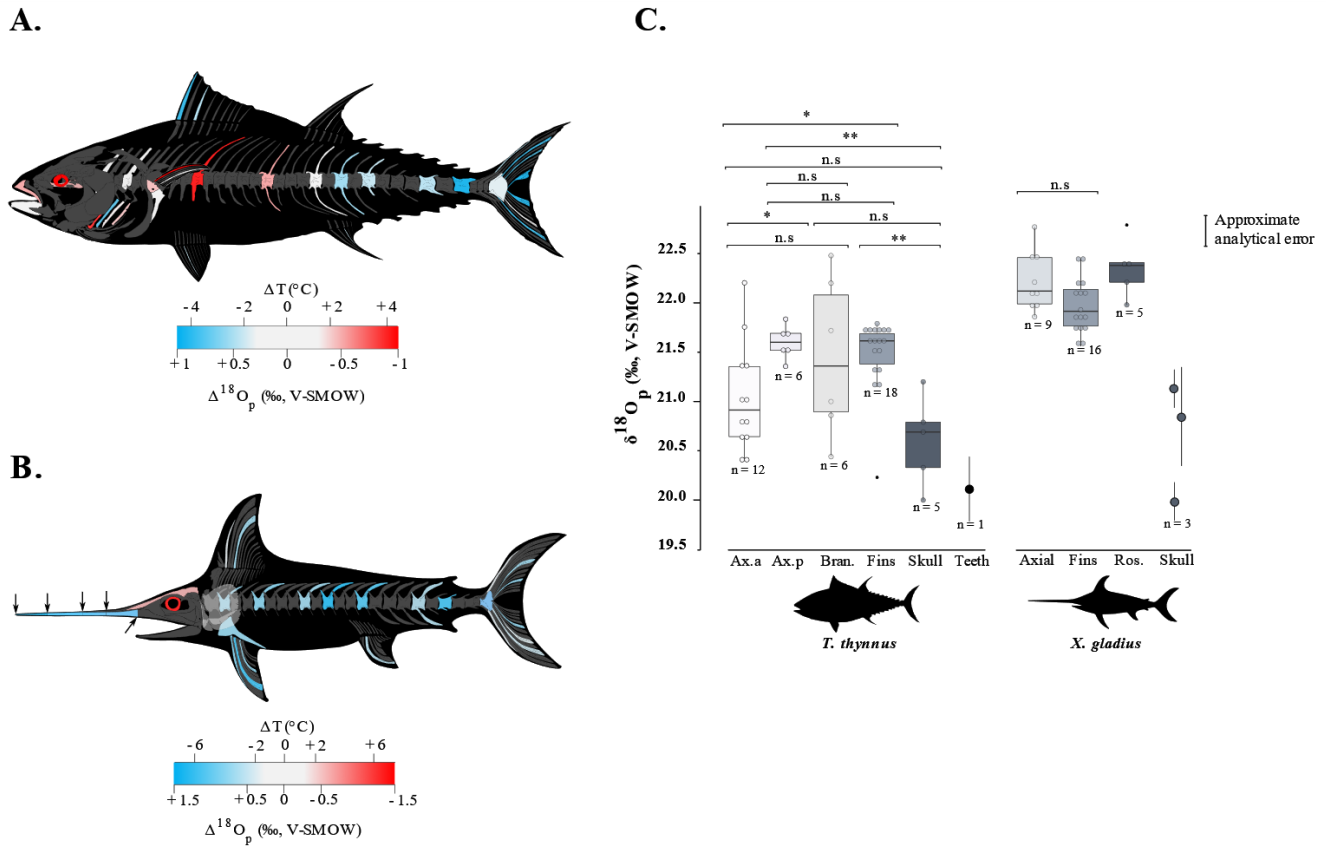 A.
ΔT(°C)
-4 -2 0 +2 +4
+1 +0.5 0 -0.5 -1
Δ¹⁸Oₚ (‰, V-SMOW)
B.
ΔT(°C)
-6 -2 0 +2 +6
+1.5 +0.5 0 -0.5 -1.5
Δ¹⁸Oₚ (‰, V-SMOW)
C.
*
**
n.s
n.s
n.s
* n.s
n.s **
n.s
Approximate
analytical error
δ¹⁸Oₚ (‰, V-SMOW)
22.5
22.0
21.5
21.0
20.5
20.0
19.5
n = 12
n = 6
n = 6
n = 18
n = 5
n = 1
n = 9
n = 16
n = 5
n = 3
Ax.a Ax.p Bran. Fins Skull Teeth
Axial Fins Ros. Skull
T. thynnus
X. gladius